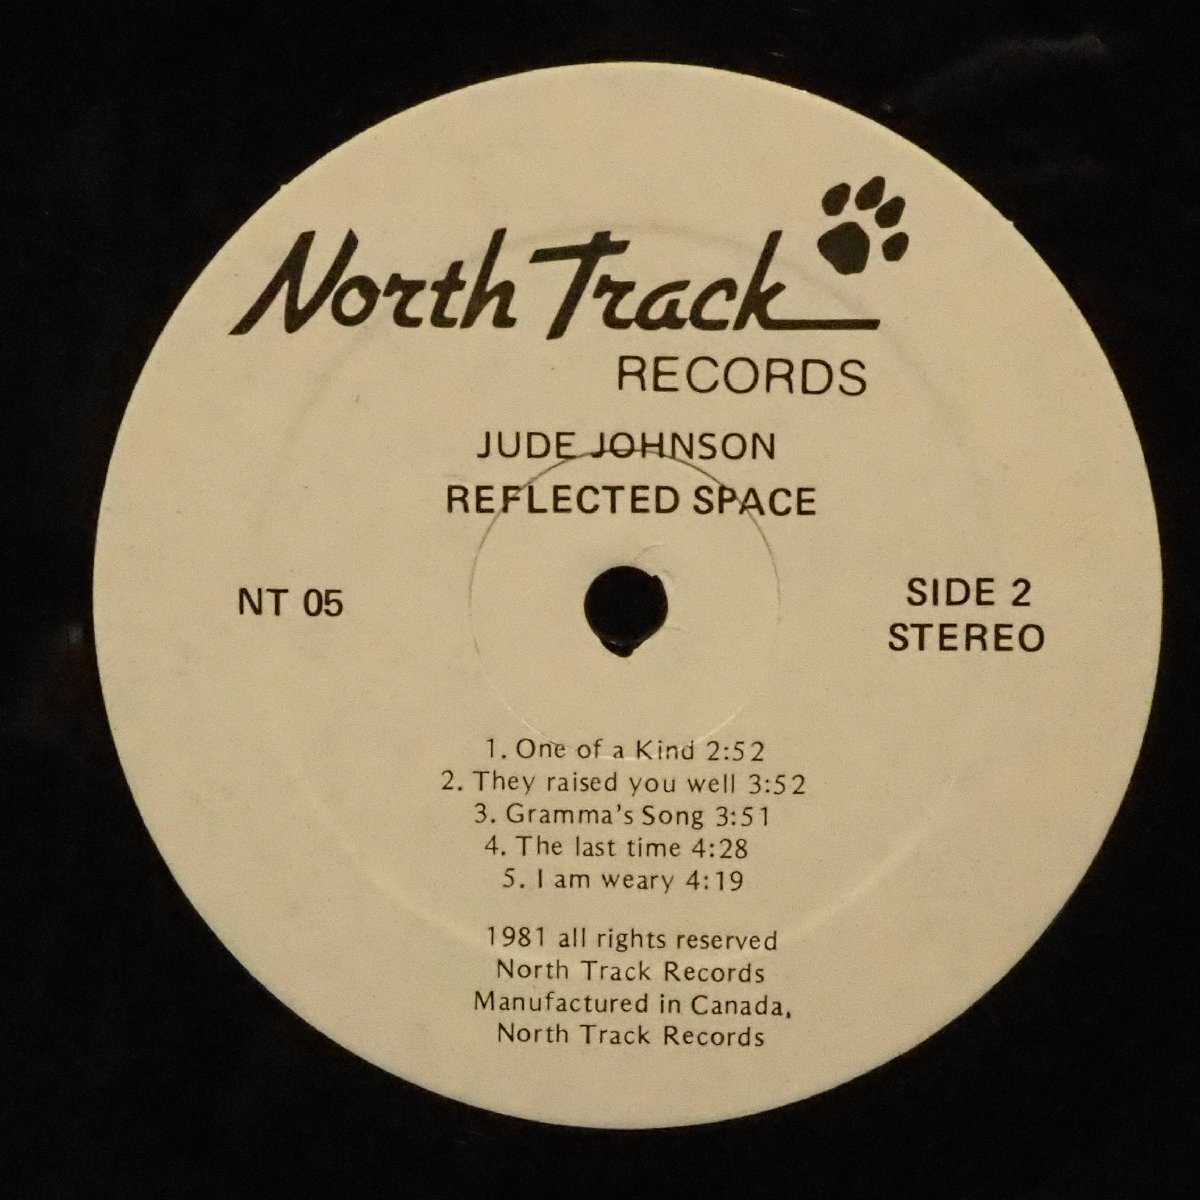 North Track
RECORDS
JUDE JOHNSON
REFLECTED SPACE
NT 05
SIDE 2
STEREO
1. One of a Kind 2:52
2. They raised you well 3:52
3. Gramma's Song 3:51
4. The last time 4:28
5. I am weary 4:19
1981 all rights reserved
North Track Records
Manufactured in Canada,
North Track Records